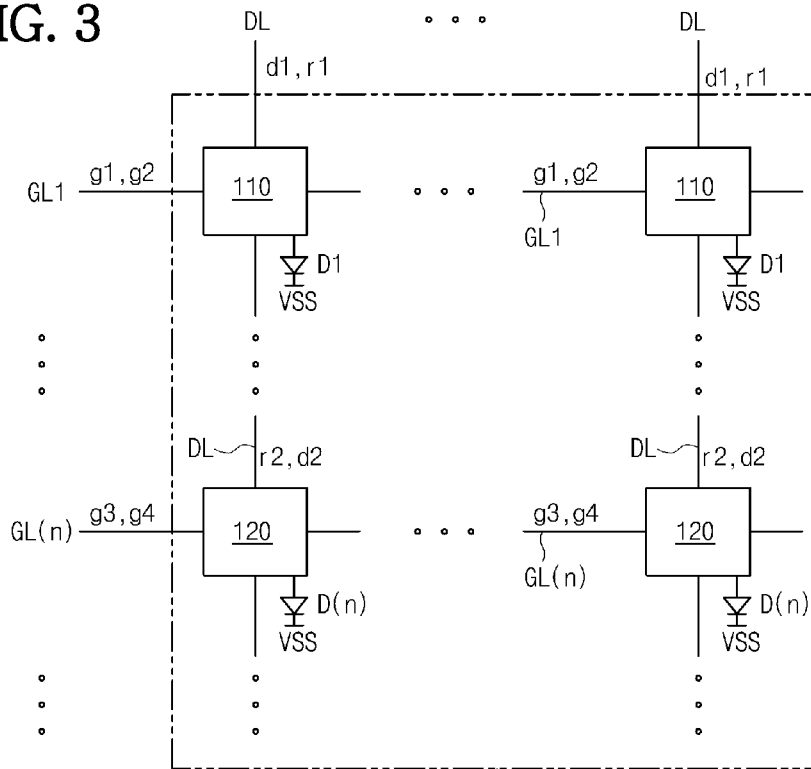 IG. 3
DL DL
d1, r1 d1, r1
g1, g2 g1, g2
GL1 110 110
GL1
D1 D1
VSS VSS
DL r2, d2 DL r2, d2
g3, g4 g3, g4
GL(n) 120 120
GL(n)
D(n) D(n)
VSS VSS